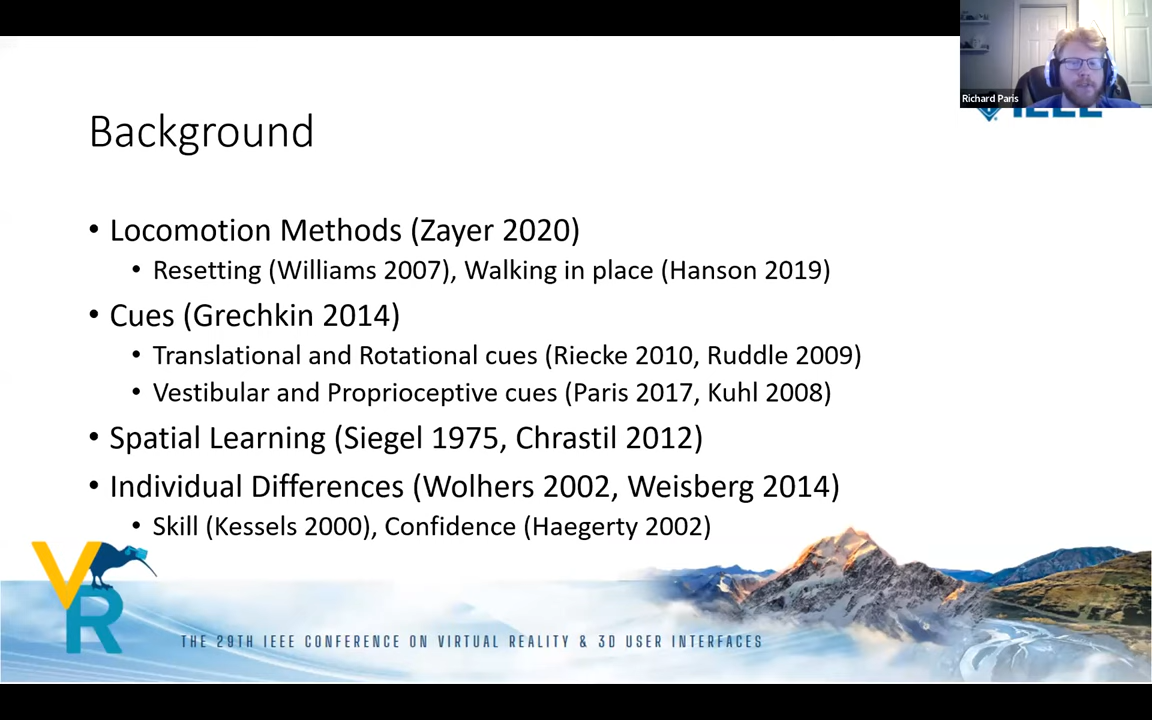 Richard Paris
IEEE
Background
• Locomotion Methods (Zayer 2020)
• Resetting (Williams 2007), Walking in place (Hanson 2019)
• Cues (Grechkin 2014)
• Translational and Rotational cues (Riecke 2010, Ruddle 2009)
• Vestibular and Proprioceptive cues (Paris 2017, Kuhl 2008)
• Spatial Learning (Siegel 1975, Chrastil 2012)
• Individual Differences (Wolhers 2002, Weisberg 2014)
• Skill (Kessels 2000), Confidence (Haegerty 2002)
VR
THE 29TH IEEE CONFERENCE ON VIRTUAL REALITY & 3D USER INTERFACES